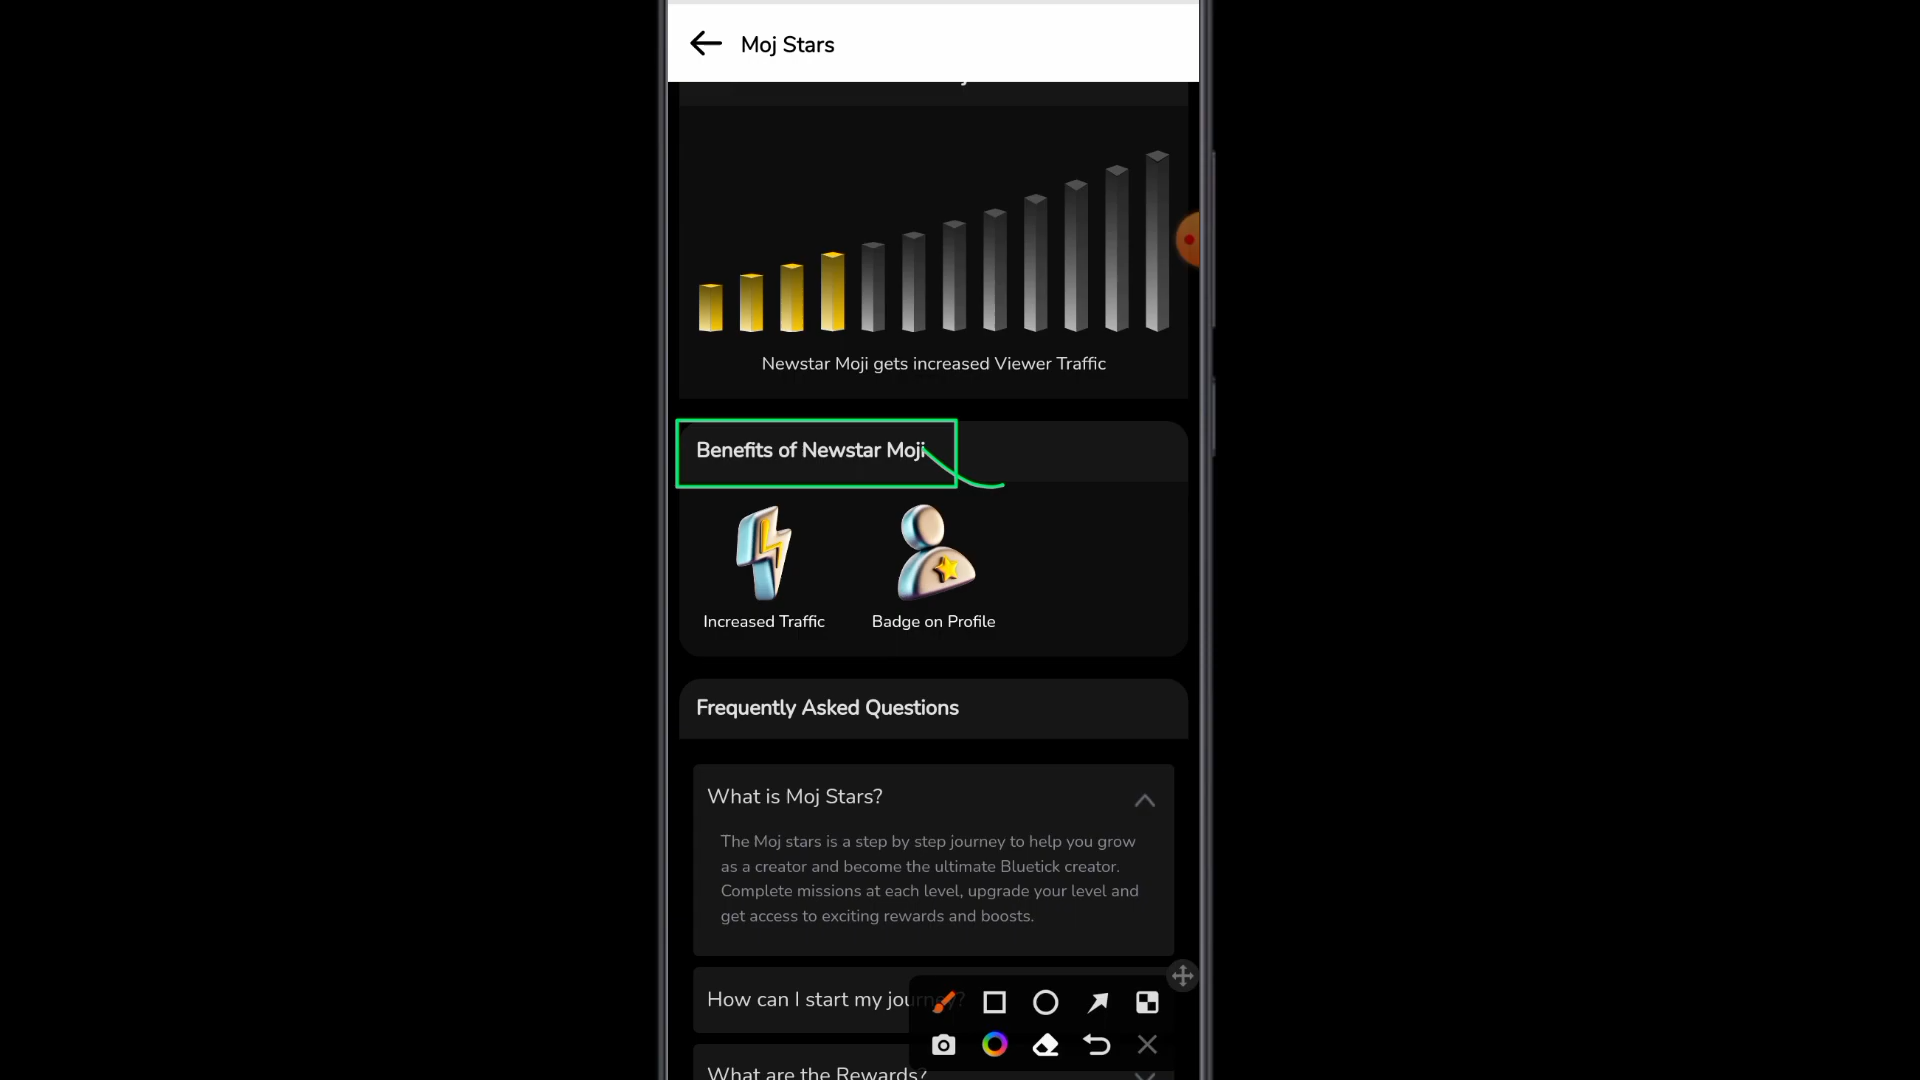 Moj Stars
Newstar Moji gets increased Viewer Traffic
Benefits of Newstar Moji
Increased Traffic
Badge on Profile
Frequently Asked Questions
What is Moj Stars?
The Moj stars is a step by step journey to help you grow
as a creator and become the ultimate Bluetick creator.
Complete missions at each level, upgrade your level and
get access to exciting rewards and boosts.
How can I start my journey?
What are the Rewards?